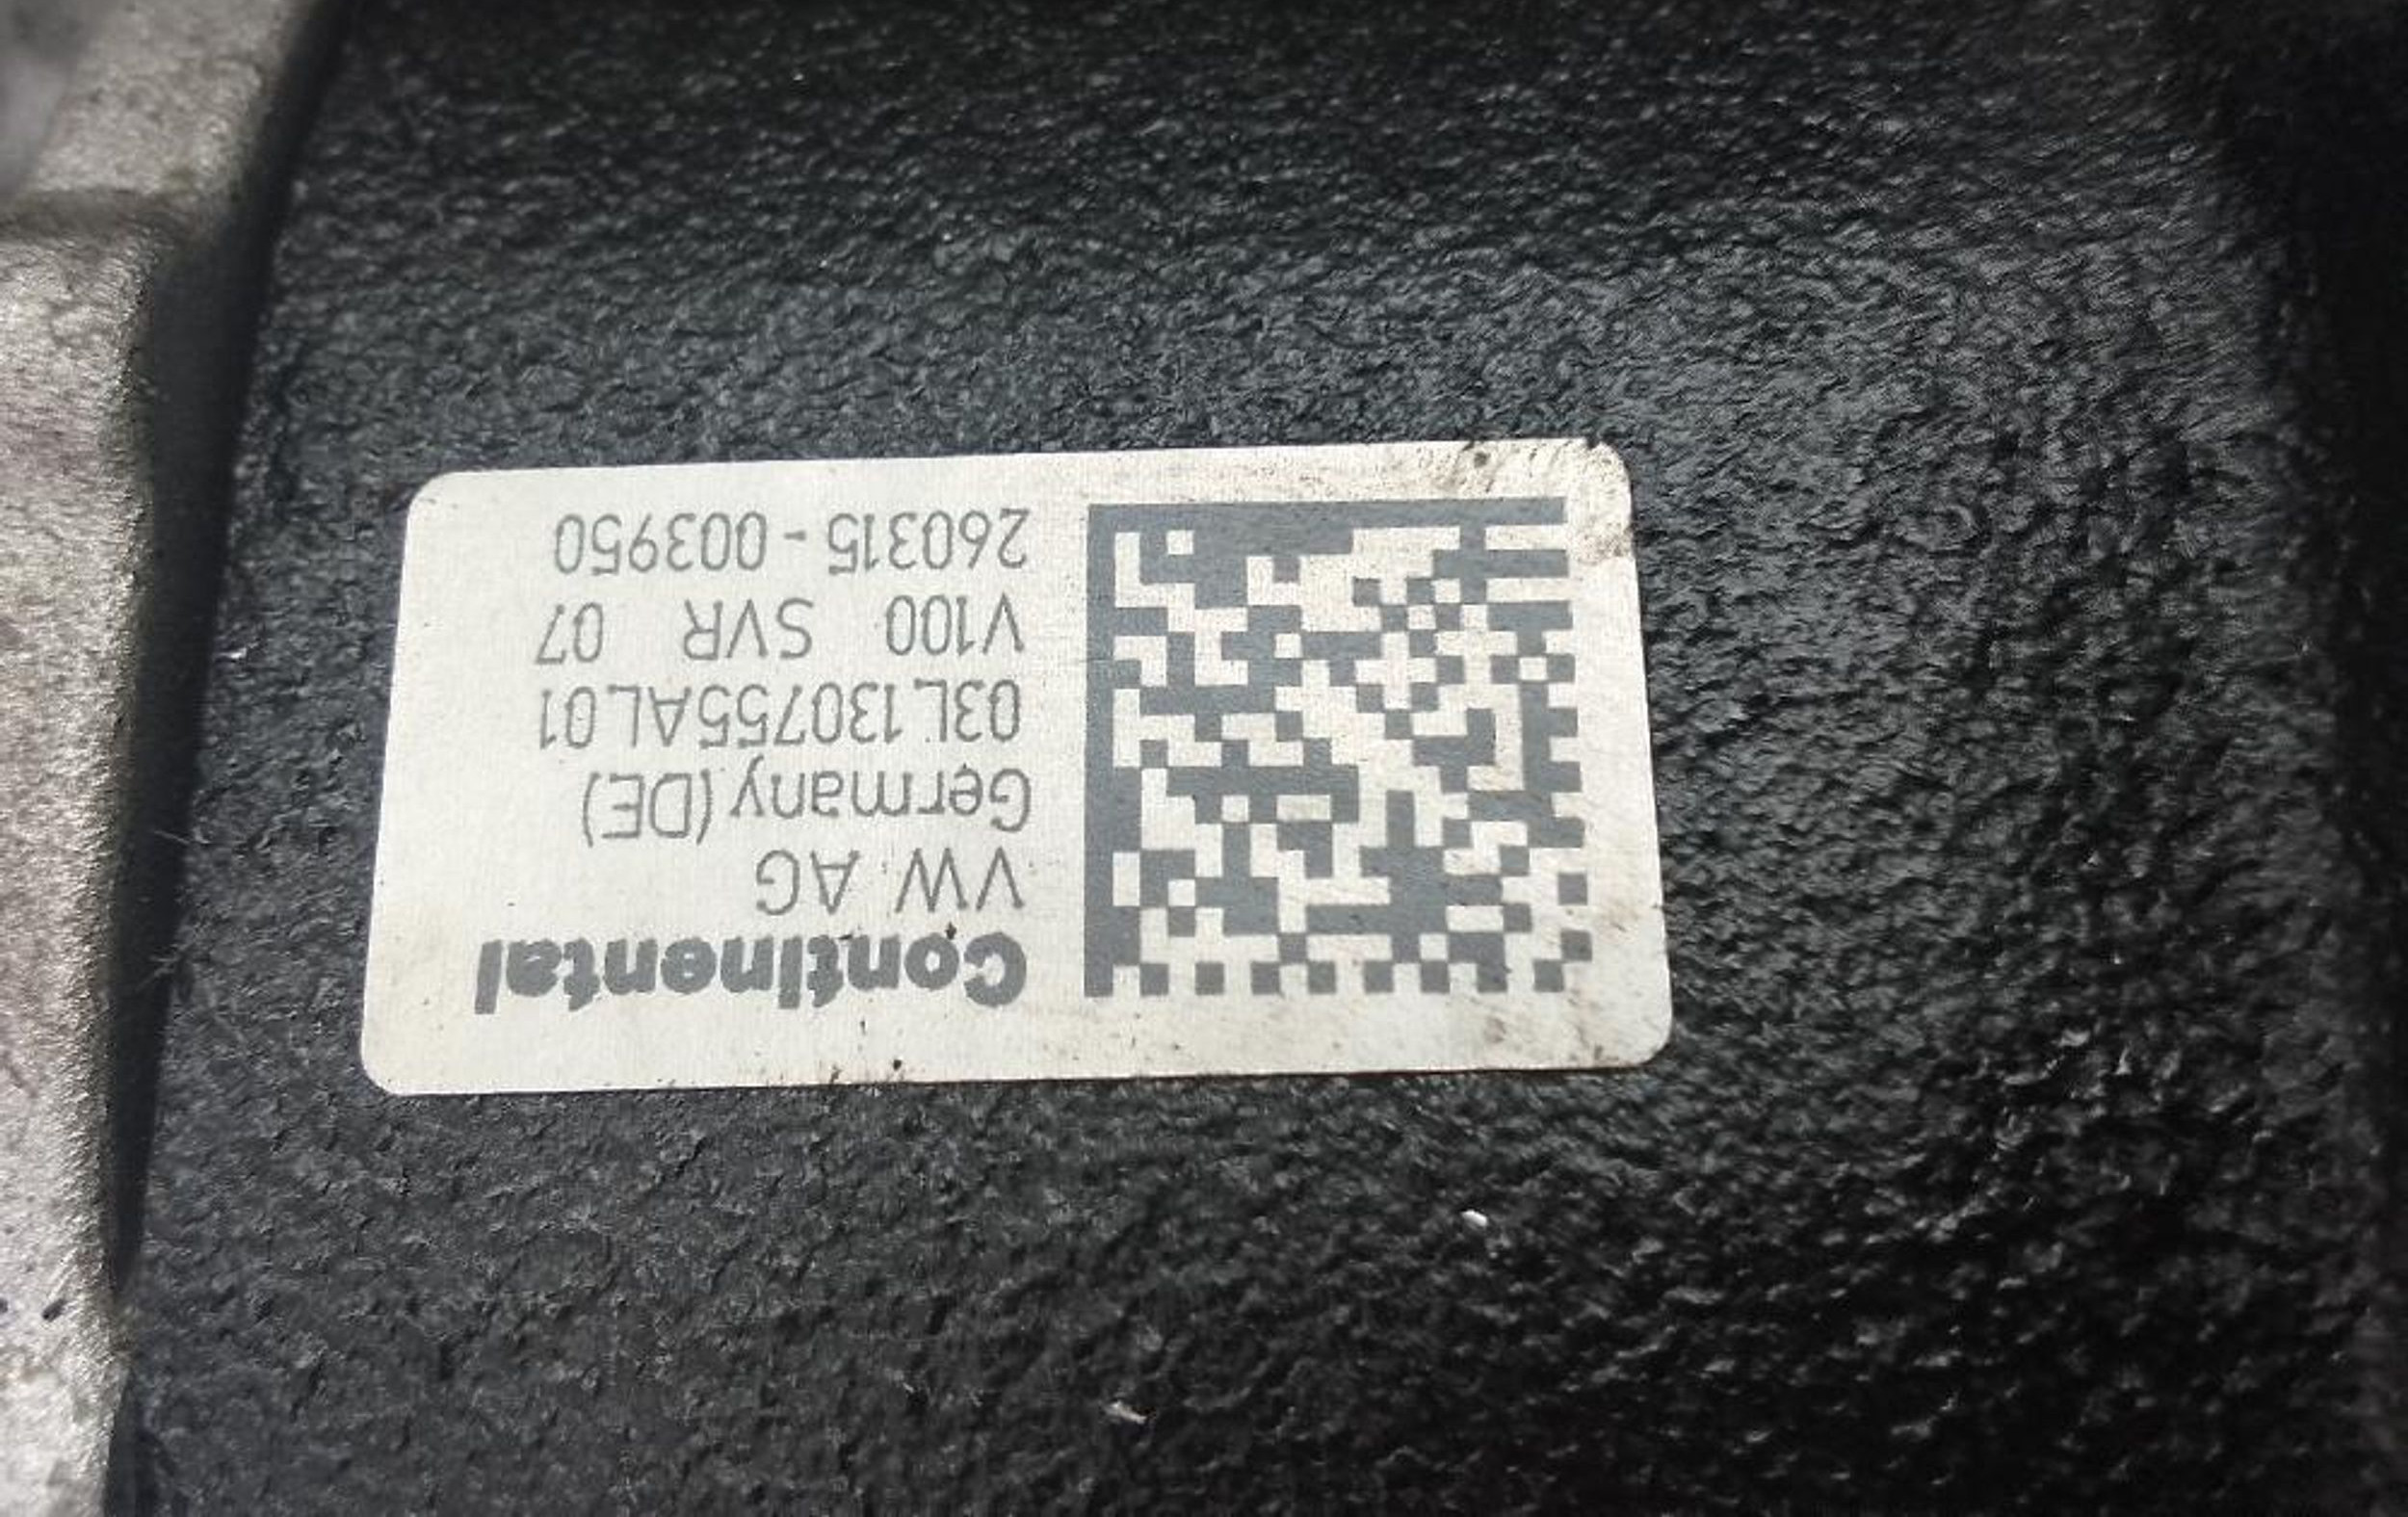 Continental
VW AG
Germany (DE)
03L130755AL01
V100 SVR 07
260315-003950